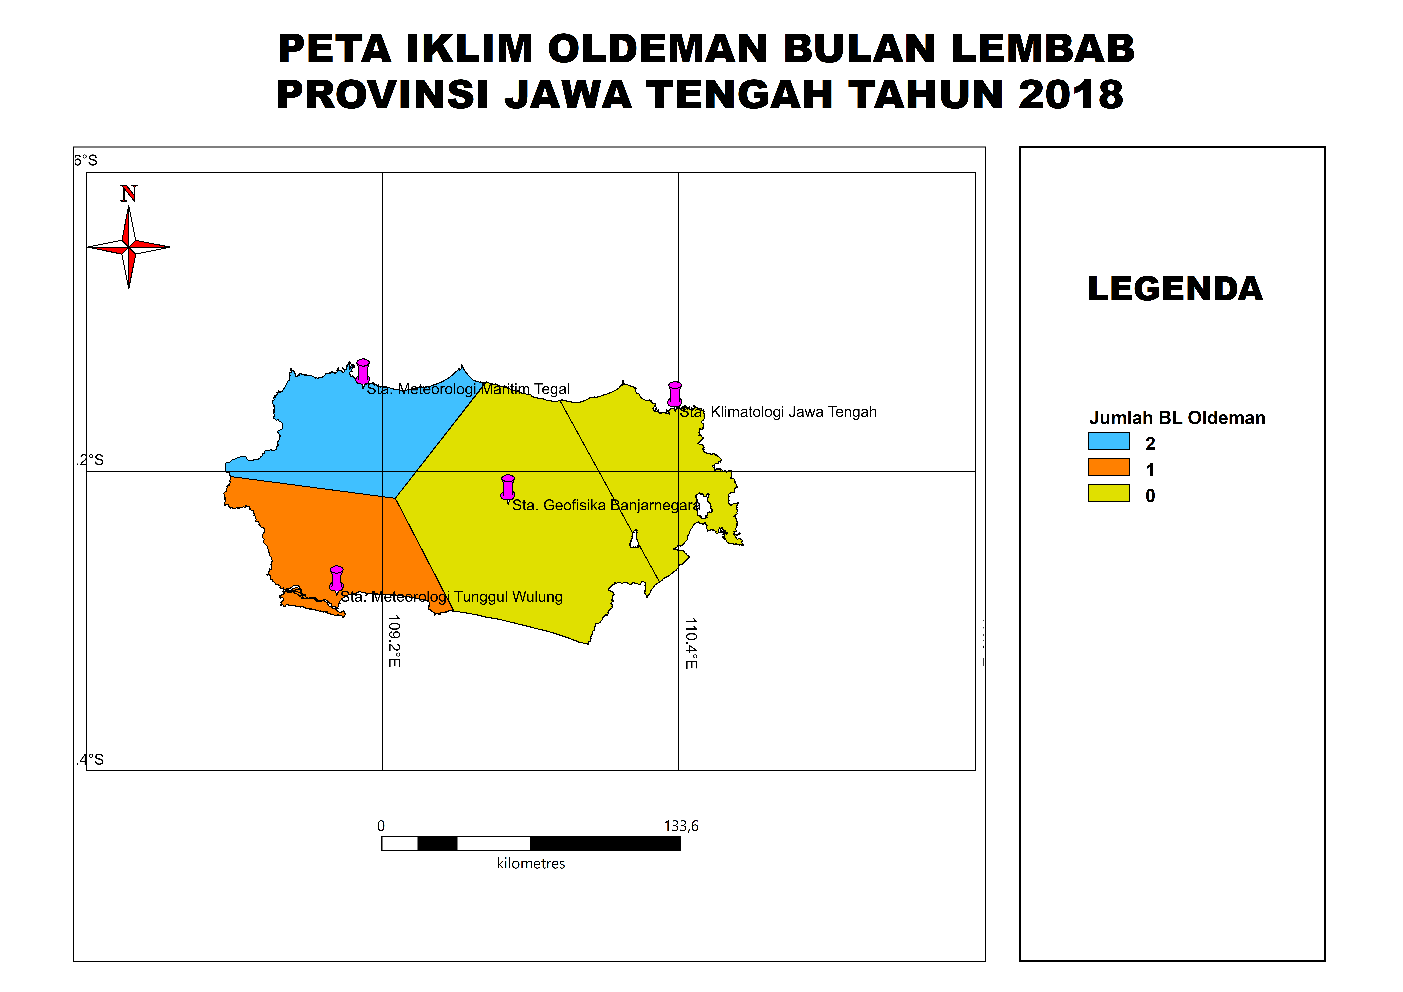 PETA IKLIM OLDEMAN BULAN LEMBAB
PROVINSI JAWA TENGAH TAHUN 2018
6°S
N
LEGENDA
Sta. Meteorologi Maritim Tegal
Sta. Klimatologi Jawa Tengah
Jumlah BL Oldeman
2
1
0
.2°S
Sta. Geofisika Banjarnegara
Sta. Meteorologi Tunggul Wulung
109.2°E
110.4°E
.4°S
0
133,6
kilometres